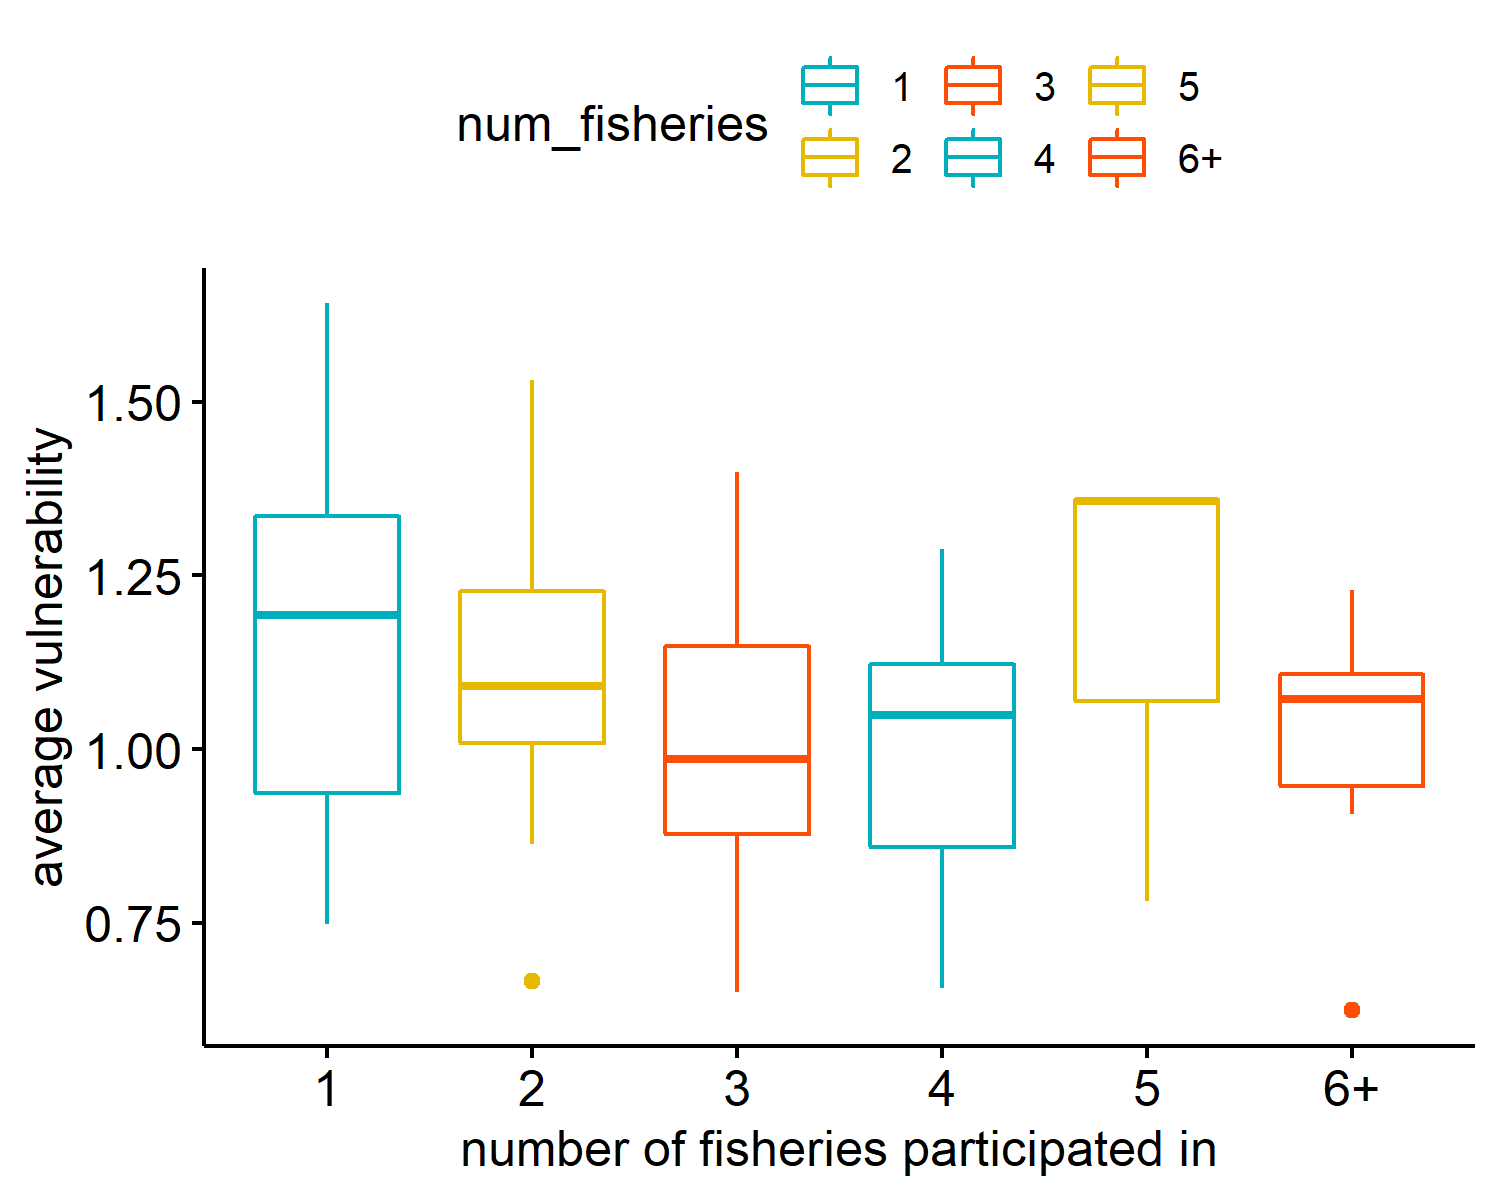 num_fisheries
1 3 5
2 4 6+
average vulnerability
1.50
1.25
1.00
0.75
1 2 3 4 5 6+
number of fisheries participated in